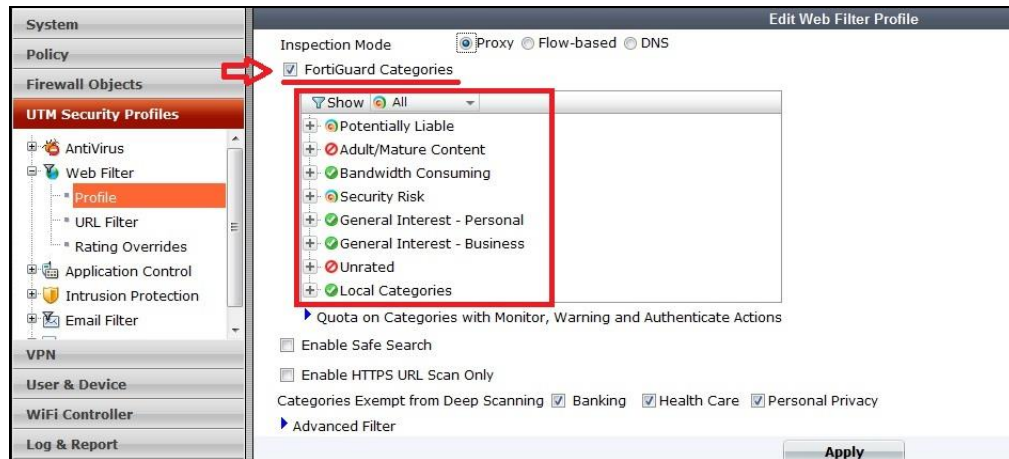 System
Policy
Firewall Objects
UTM Security Profiles
AntiVirus
Web Filter
Profile
URL Filter
Rating Overrides
Application Control
Intrusion Protection
Email Filter
VPN
User & Device
WiFi Controller
Log & Report
Edit Web Filter Profile
Inspection Mode Proxy Flow-based DNS
FortiGuard Categories
Show All
Potentially Liable
Adult/Mature Content
Bandwidth Consuming
Security Risk
General Interest - Personal
General Interest - Business
Unrated
Local Categories
Quota on Categories with Monitor, Warning and Authenticate Actions
Enable Safe Search
Enable HTTPS URL Scan Only
Categories Exempt from Deep Scanning Banking Health Care Personal Privacy
Advanced Filter
Apply